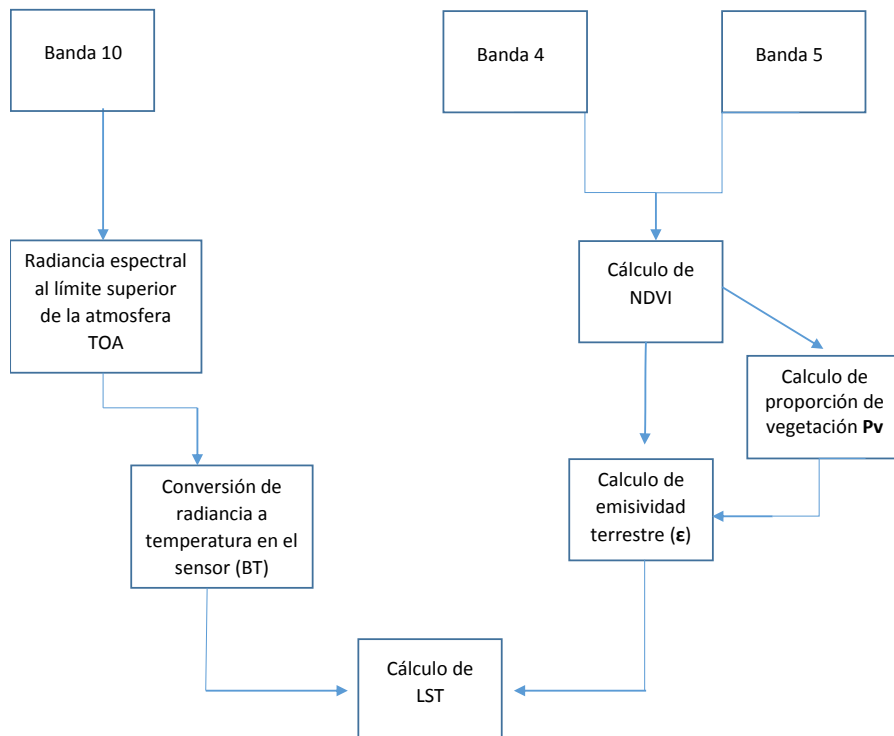 Banda 10
Banda 4
Banda 5
Radiancia espectral
al límite superior
de la atmosfera
TOA
Cálculo de
NDVI
Calculo de
proporción de
vegetación Pv
Conversión de
radiancia a
temperatura en el
sensor (BT)
Calculo de
emisividad
terrestre (ε)
Cálculo de
LST